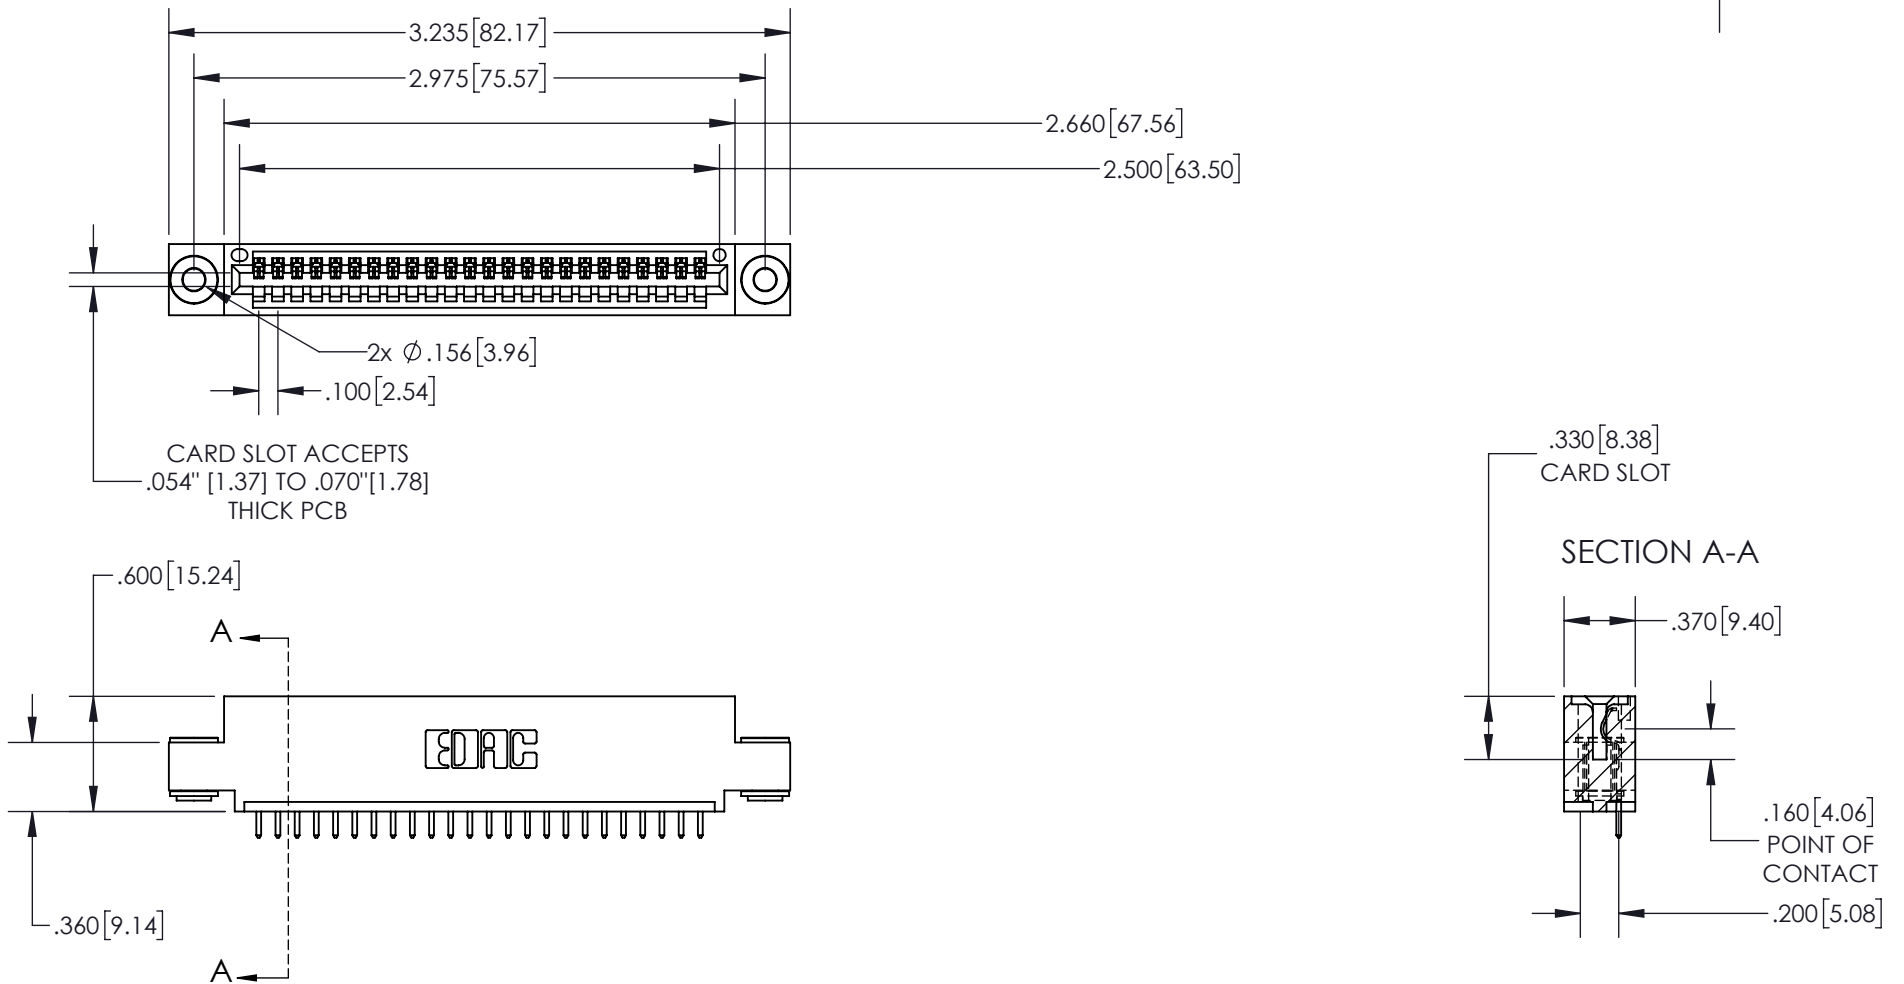 3.235[82.17]
2.975[75.57]
2.660[67.56]
2.500[63.50]
2x Ø.156[3.96]
.100[2.54]
CARD SLOT ACCEPTS
.054" [1.37] TO .070"[1.78]
THICK PCB
.330[8.38]
CARD SLOT
SECTION A-A
.600[15.24]
A
.370[9.40]
EDAC
.160[4.06]
POINT OF
CONTACT
.200[5.08]
.360[9.14]
A